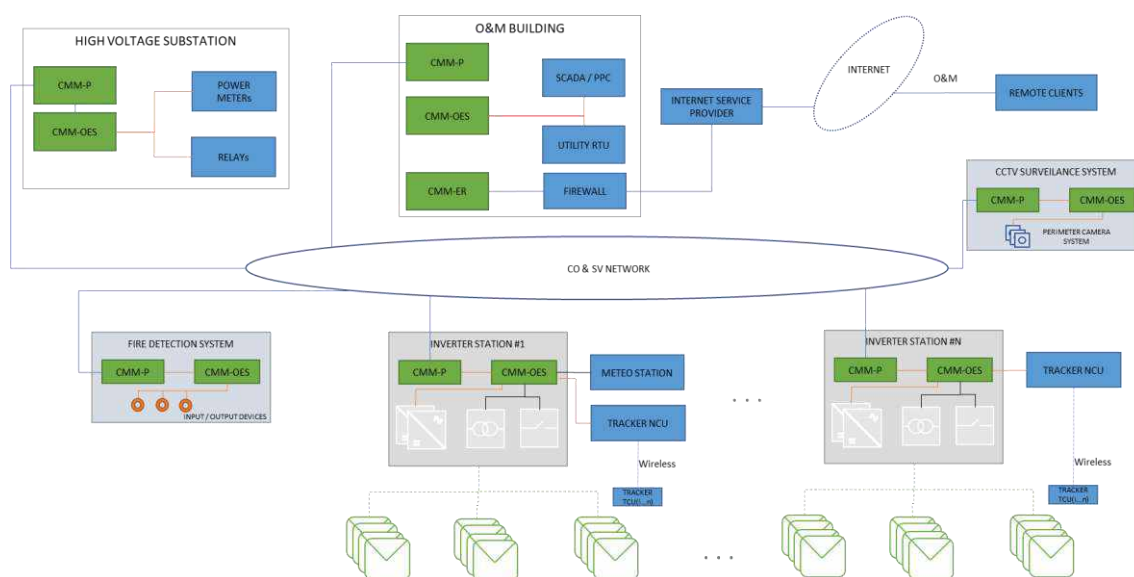 HIGH VOLTAGE SUBSTATION
CMM-P
CMM-OES
POWER
METERs
RELAYs
O&M BUILDING
CMM-P
CMM-OES
CMM-ER
SCADA / PPC
UTILITY RTU
FIREWALL
INTERNET SERVICE
PROVIDER
INTERNET
O&M
REMOTE CLIENTS
CCTV SURVEILANCE SYSTEM
CMM-P
CMM-OES
PERIMETER CAMERA
SYSTEM
CO & SV NETWORK
FIRE DETECTION SYSTEM
CMM-P
CMM-OES
INPUT / OUTPUT DEVICES
INVERTER STATION #1
CMM-P
CMM-OES
METEO STATION
TRACKER NCU
Wireless
TRACKER
TCU(i...n)
. . .
INVERTER STATION #N
CMM-P
CMM-OES
TRACKER NCU
Wireless
TRACKER
TCU(i...n)
. . .